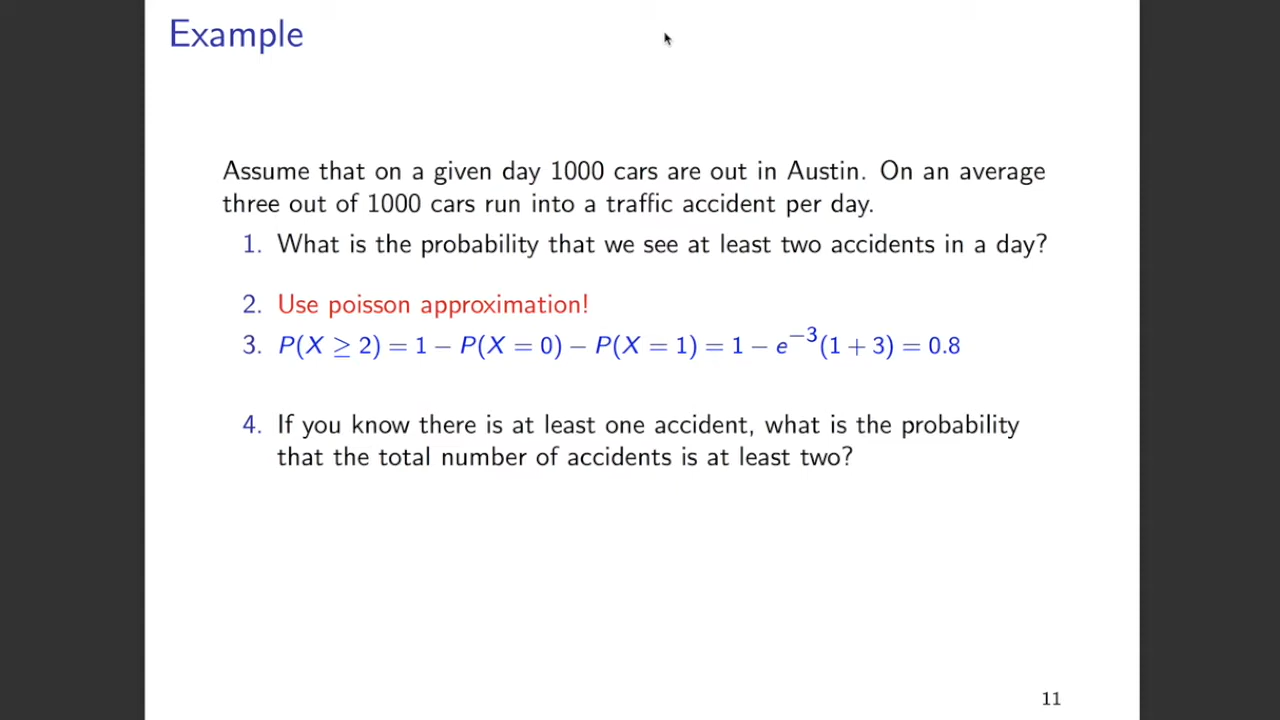 Example
Assume that on a given day 1000 cars are out in Austin. On an average
three out of 1000 cars run into a traffic accident per day.
1. What is the probability that we see at least two accidents in a day?
2. Use poisson approximation!
3. P(X ≥ 2) = 1 − P(X = 0) − P(X = 1) = 1 − e⁻³(1 + 3) = 0.8
4. If you know there is at least one accident, what is the probability
that the total number of accidents is at least two?
11